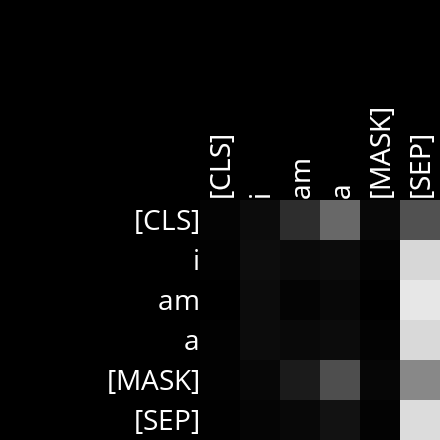 [CLS] i am a [MASK] [SEP]
[CLS]
i
am
a
[MASK]
[SEP]